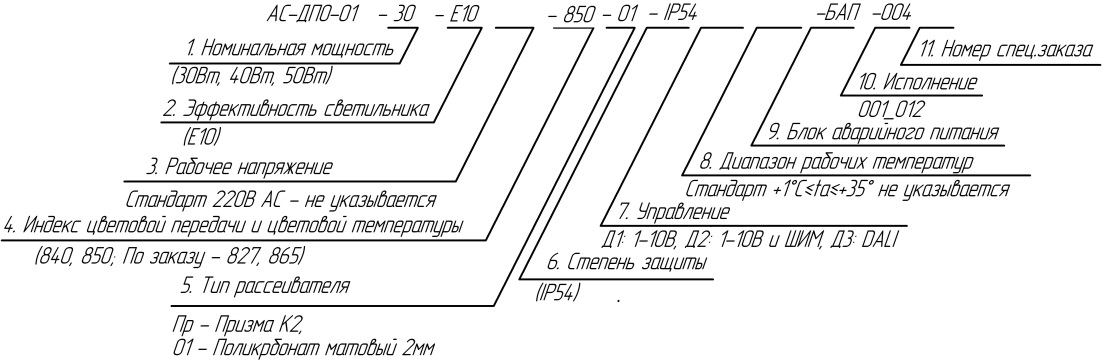 АС-ДПО-01 -30 -Е10 -850 -01 -IP54 -БАП -004
1. Номинальная мощность
(30Вт, 40Вт, 50Вт)
2. Эффективность светильника
(Е10)
3. Рабочее напряжение
Стандарт 220В АС - не указывается
4. Индекс цветовой передачи и цветовой температуры
(840, 850; По заказу - 827, 865)
5. Тип рассеивателя
Пр - Призма К2,
01 - Поликрбонат матовый 2мм
6. Степень защиты
(IP54)
7. Управление
Д1: 1-10В, Д2: 1-10В и ШИМ, Д3: DALI
8. Диапазон рабочих температур
Стандарт +1°С≤ta≤+35° не указывается
9. Блок аварийного питания
10. Исполнение
001_012
11. Номер спец.заказа